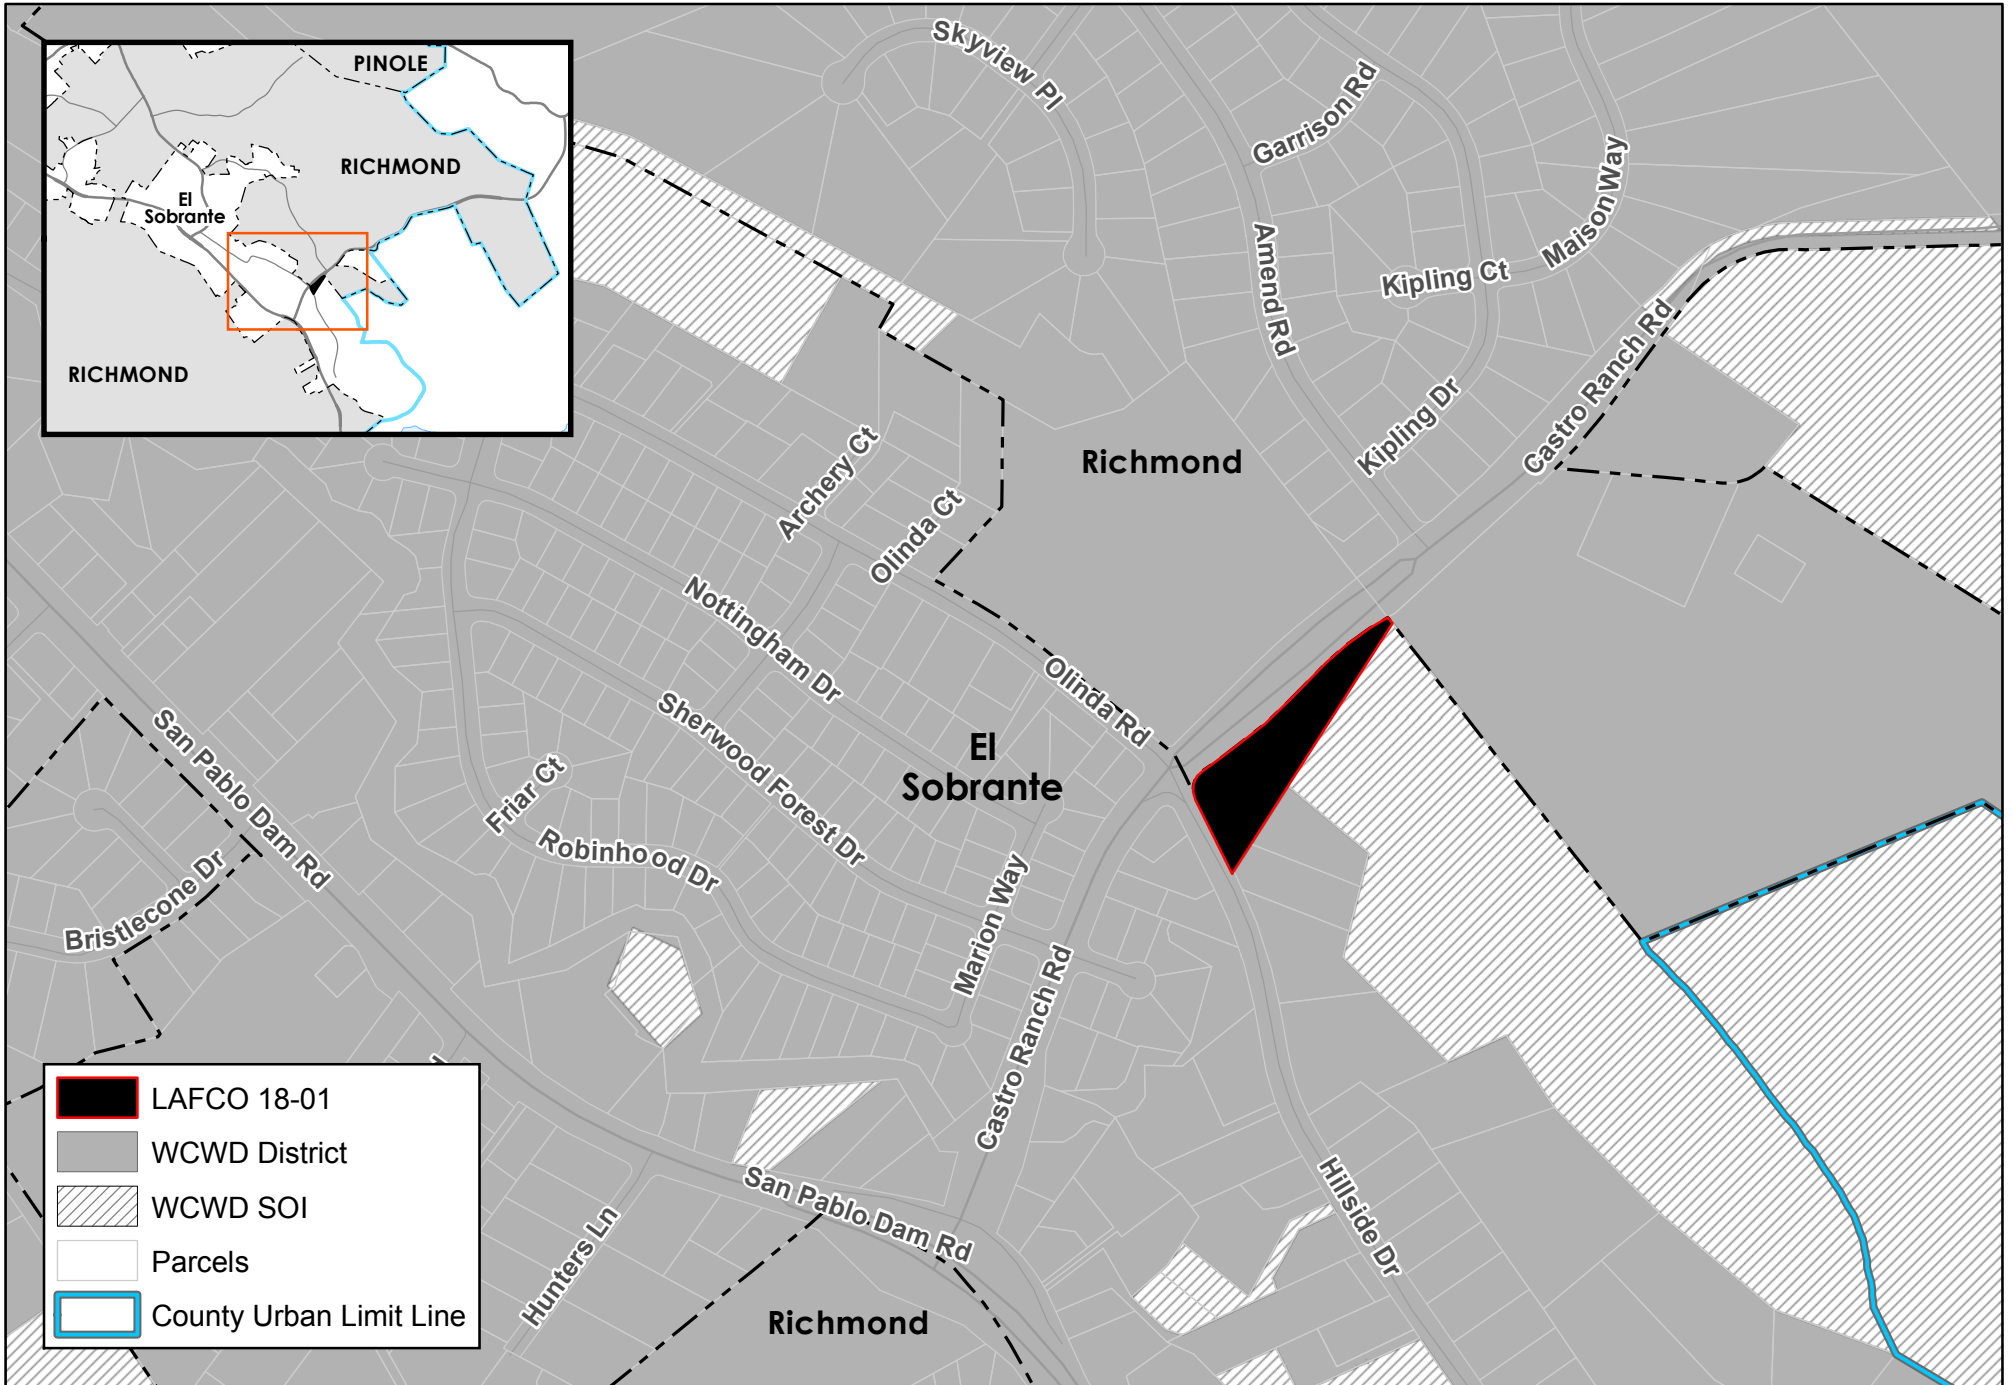 PINOLE
RICHMOND
El
Sobrante
RICHMOND
Skyview Pl
Garrison Rd
Maison Way
Amend Rd
Kipling Ct
Castro Ranch Rd
Kipling Dr
Richmond
Archery Ct
Olinda Ct
Nottingham Dr
Olinda Rd
Sherwood Forest Dr
El
Sobrante
San Pablo Dam Rd
Friar Ct
Robinhood Dr
Bristlecone Dr
Marion Way
Castro Ranch Rd
San Pablo Dam Rd
Hillside Dr
Hunters Ln
Richmond
LAFCO 18-01
WCWD District
WCWD SOI
Parcels
County Urban Limit Line